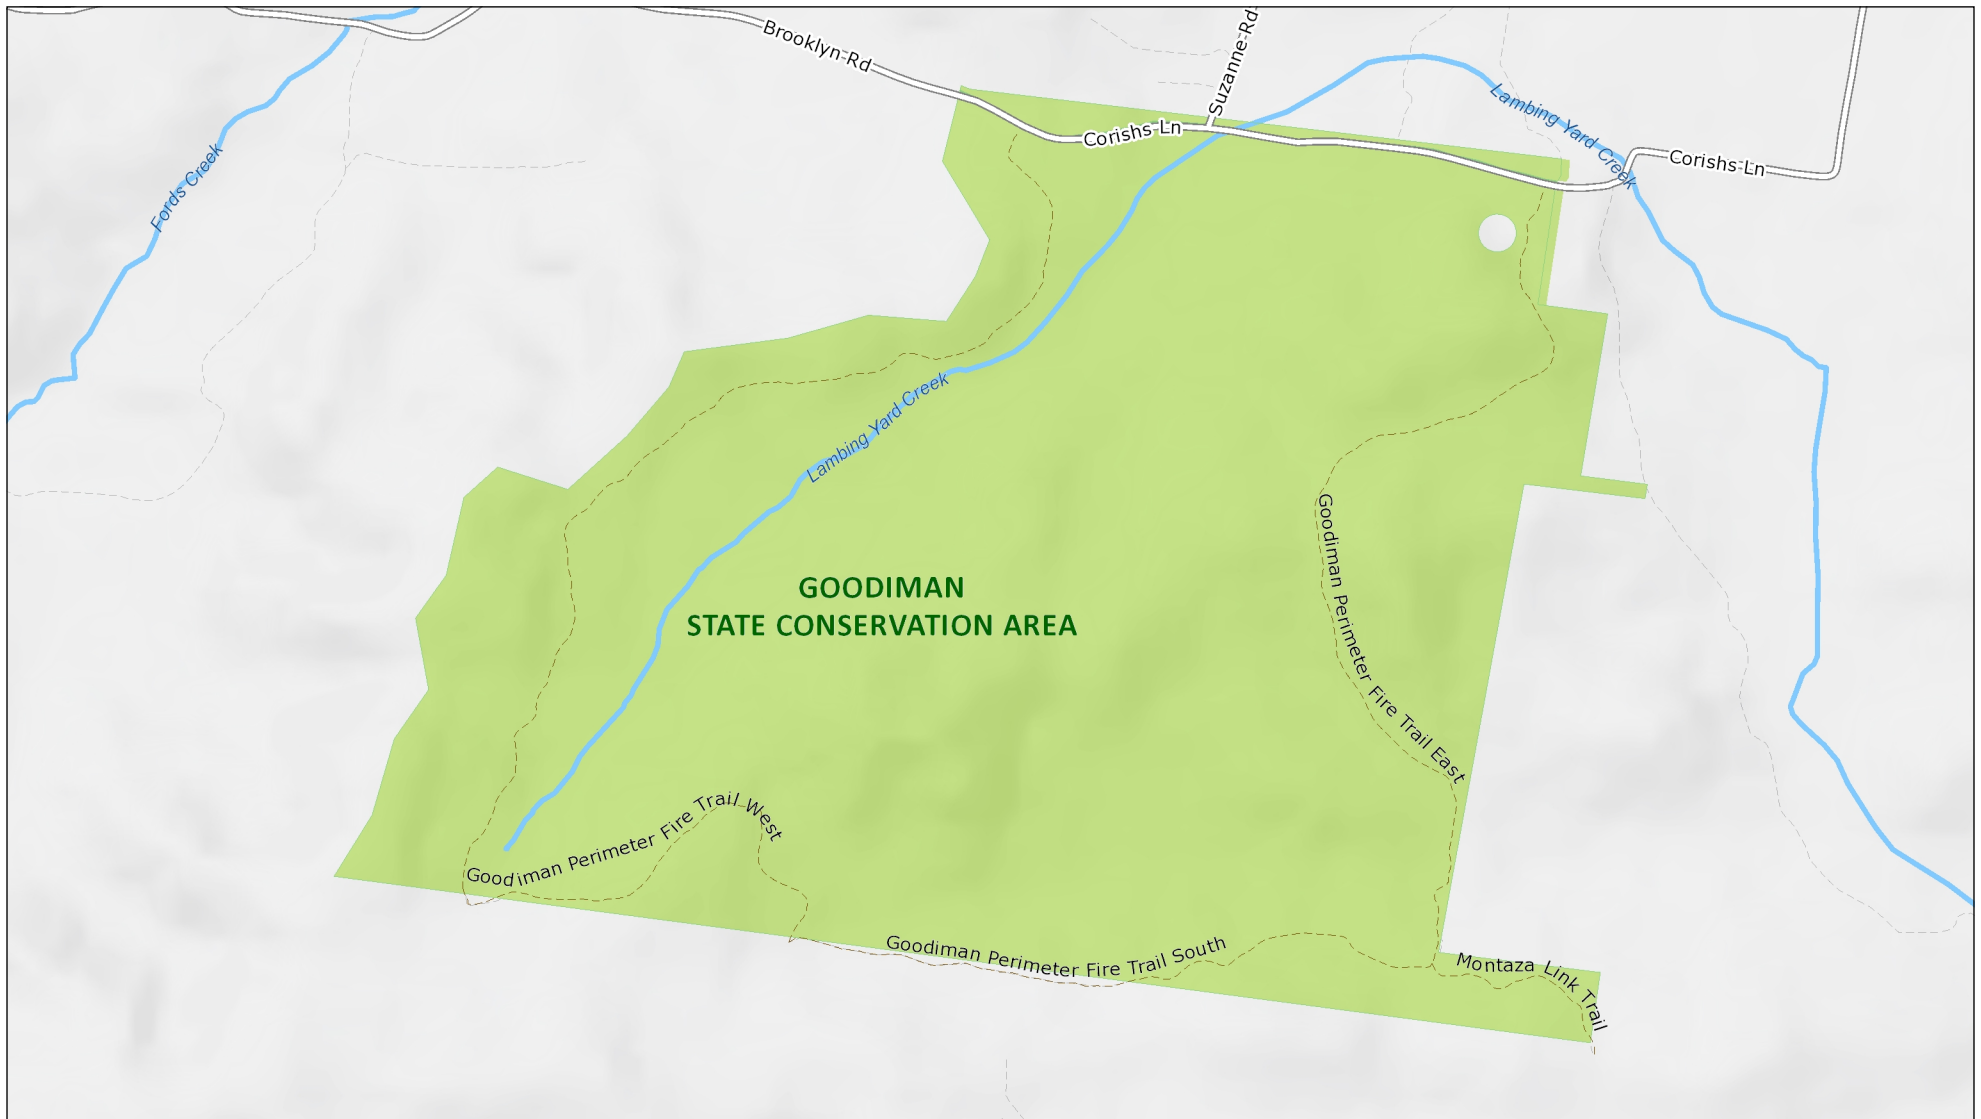 Brooklyn Rd
Suzanne Rd
Lambing Yard Creek
Corishs Ln
Corishs Ln
Fords Creek
Lambing Yard Creek
Goodiman Perimeter Fire Trail East
GOODIMAN
STATE CONSERVATION AREA
Goodiman Perimeter Fire Trail West
Goodiman Perimeter Fire Trail South
Montaza Link Trail